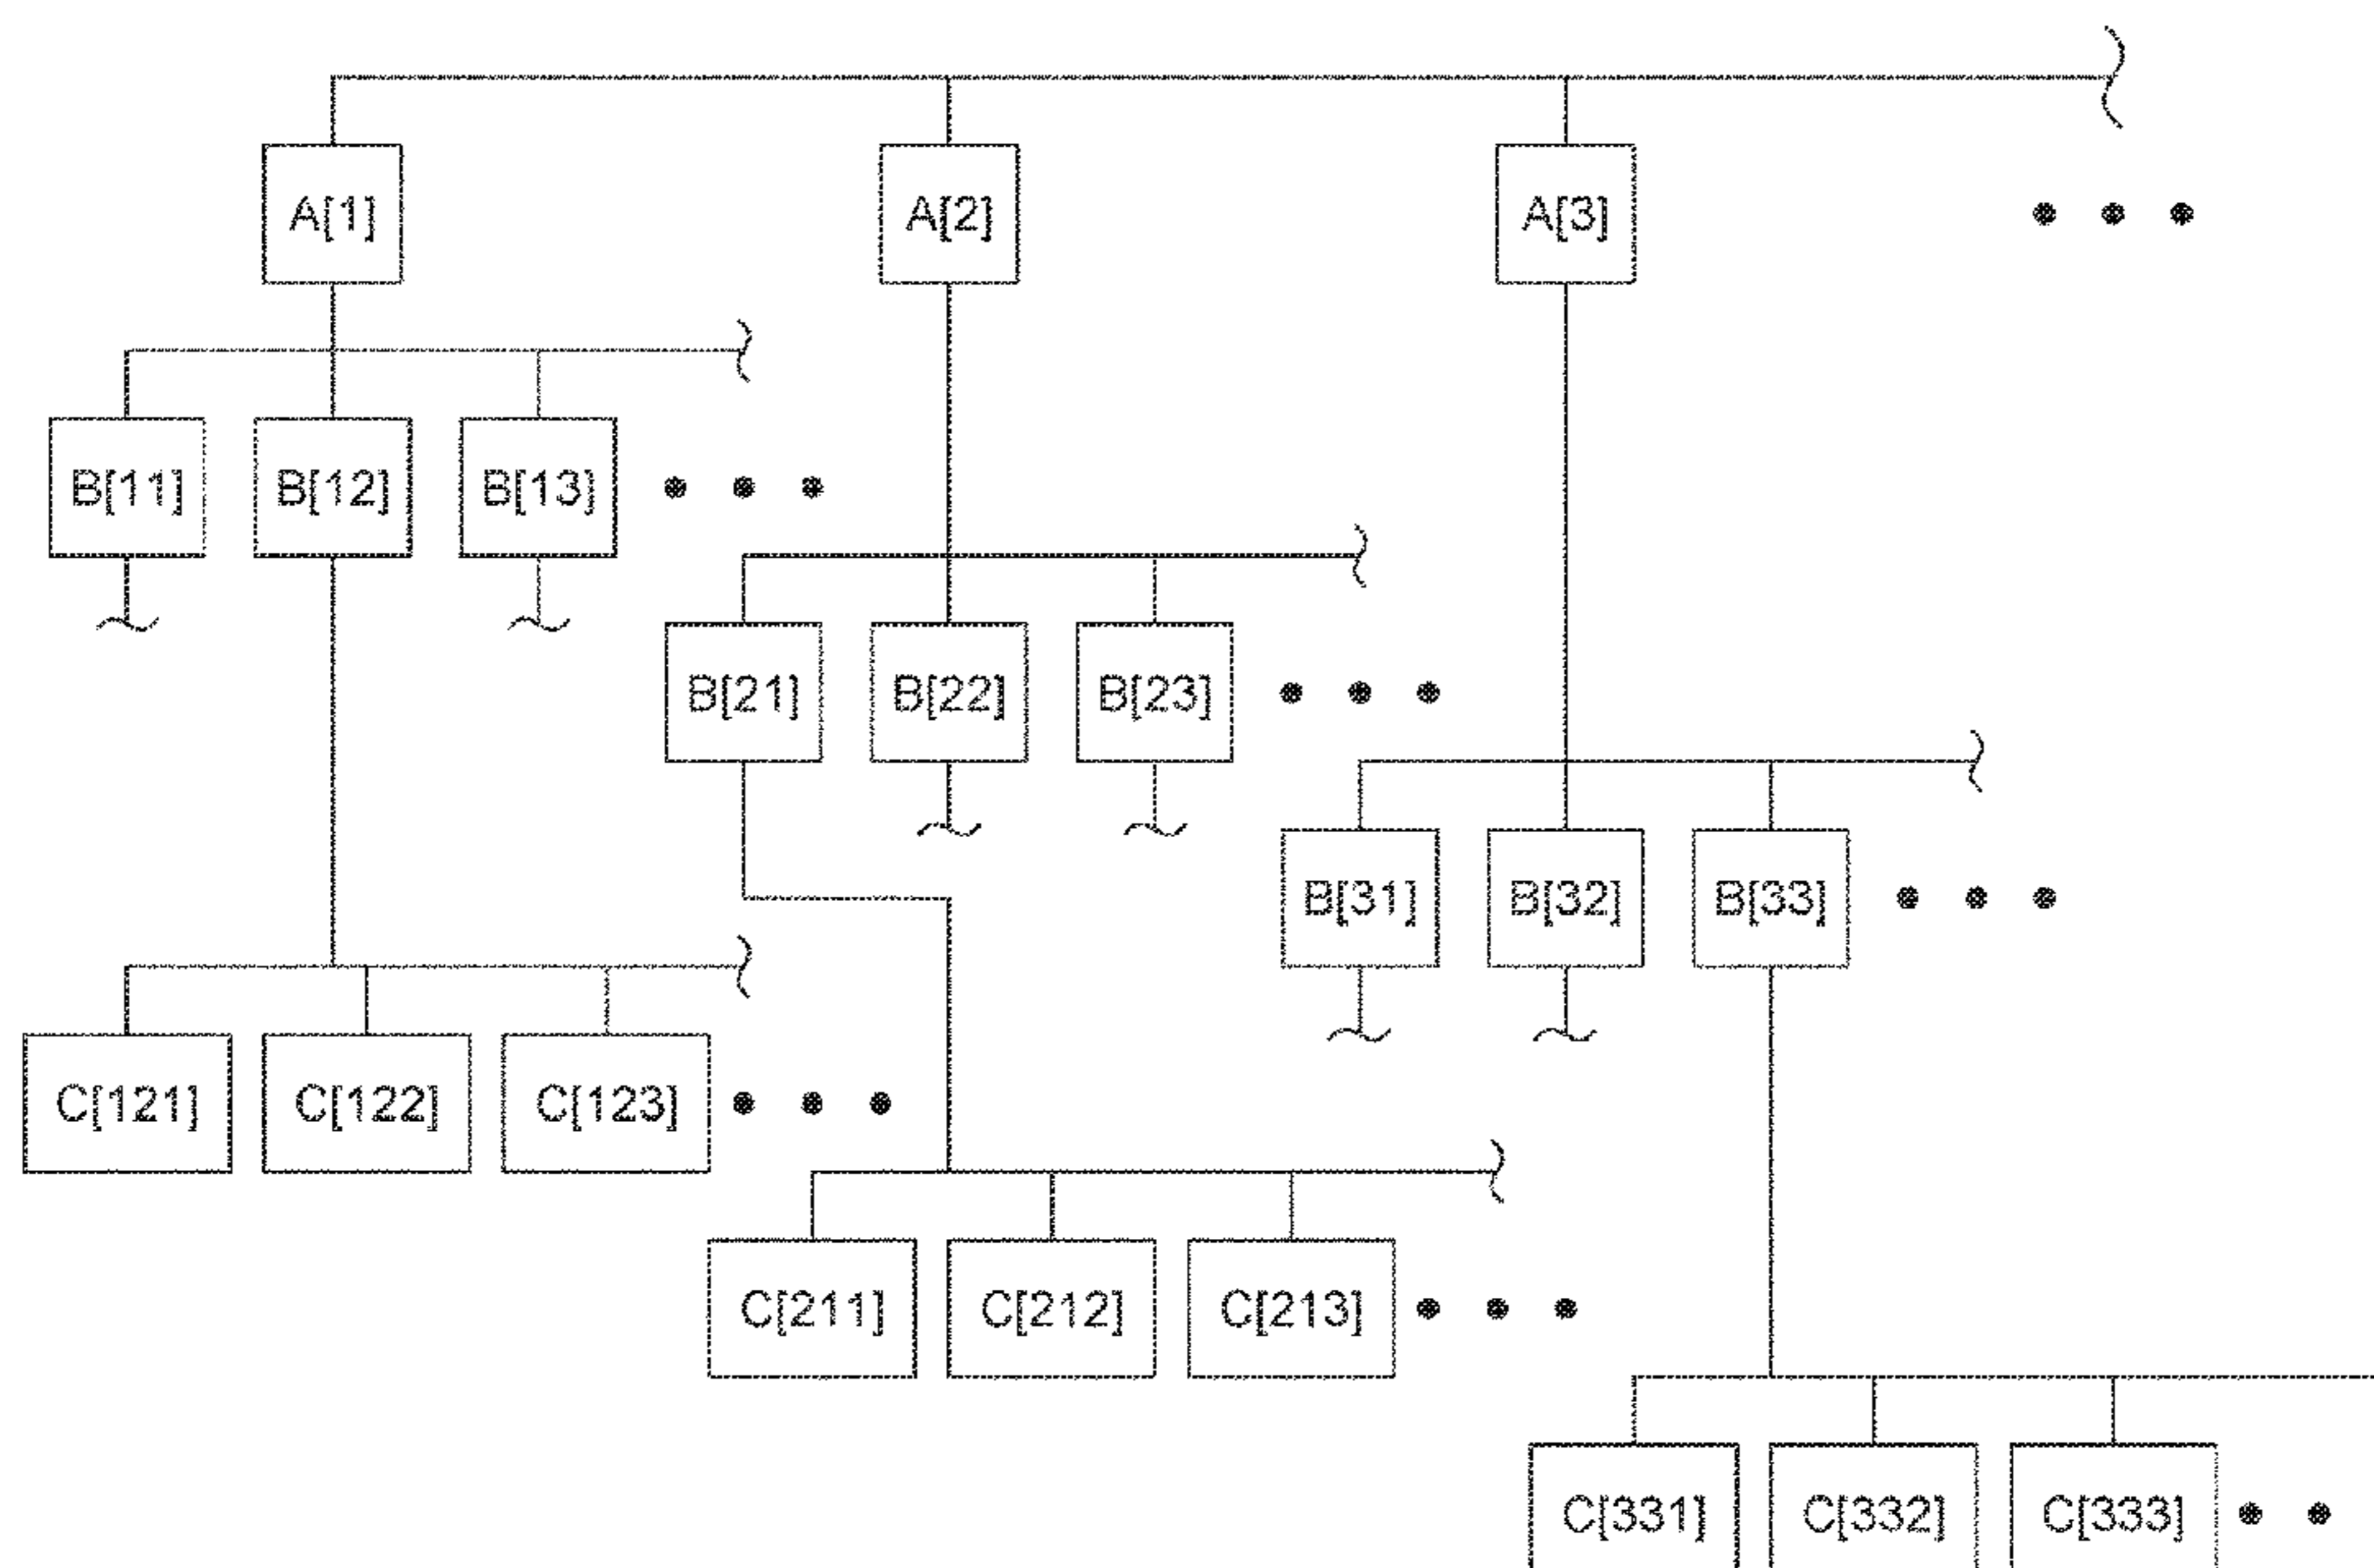 A[1] A[2] A[3]
B[11] B[12] B[13]
B[21] B[22] B[23]
B[31] B[32] B[33]
C[121] C[122] C[123]
C[211] C[212] C[213]
C[331] C[332] C[333]